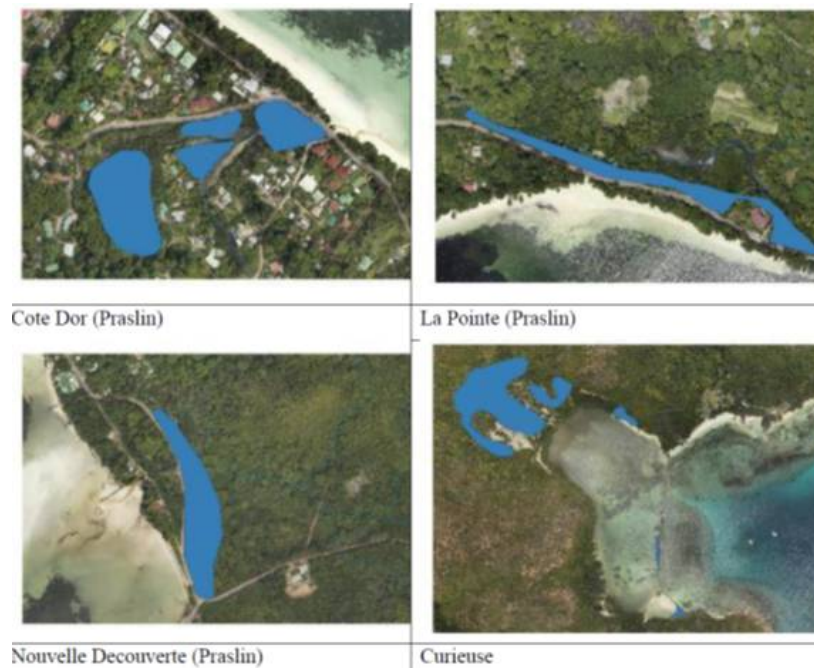 Cote Dor (Praslin)
La Pointe (Praslin)
Nouvelle Decouverte (Praslin)
Curieuse